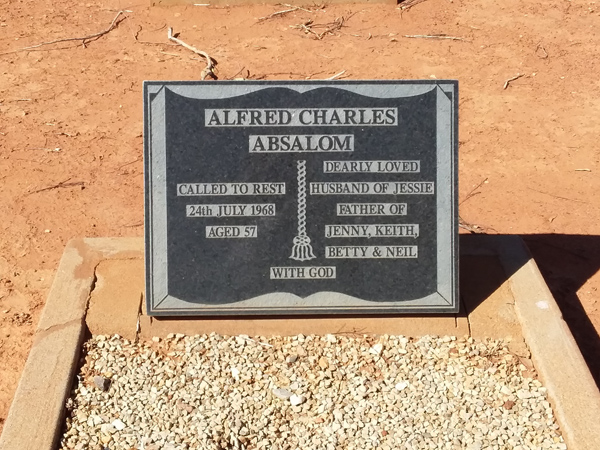 ALFRED CHARLES
ABSALOM
CALLED TO REST
24th JULY 1968
AGED 57
DEARLY LOVED
HUSBAND OF JESSIE
FATHER OF
JENNY, KEITH,
BETTY & NEIL
WITH GOD